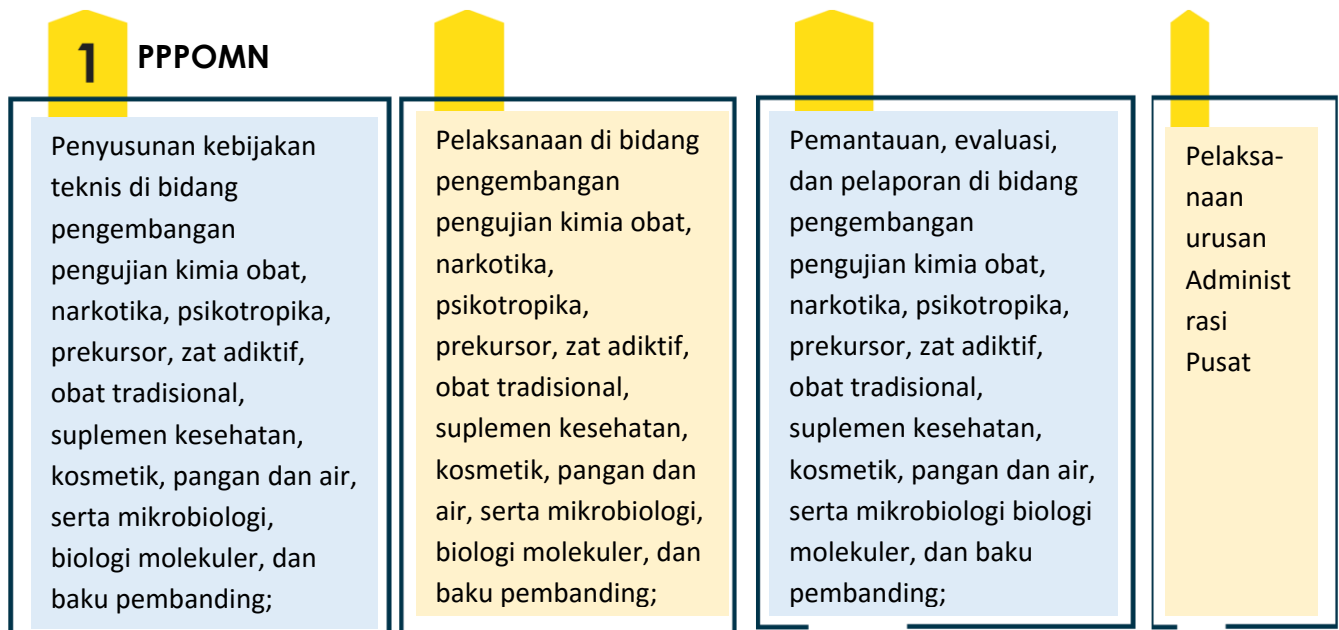 1 PPPOMN
Penyusunan kebijakan
teknis di bidang
pengembangan
pengujian kimia obat,
narkotika, psikotropika,
prekursor, zat adiktif,
obat tradisional,
suplemen kesehatan,
kosmetik, pangan dan air,
serta mikrobiologi,
biologi molekuler, dan
baku pembanding;
Pelaksanaan di bidang
pengembangan
pengujian kimia obat,
narkotika,
psikotropika,
prekursor, zat adiktif,
obat tradisional,
suplemen kesehatan,
kosmetik, pangan dan
air, serta mikrobiologi,
biologi molekuler, dan
baku pembanding;
Pemantauan, evaluasi,
dan pelaporan di bidang
pengembangan
pengujian kimia obat,
narkotika, psikotropika,
prekursor, zat adiktif,
obat tradisional,
suplemen kesehatan,
kosmetik, pangan dan air,
serta mikrobiologi biologi
molekuler, dan baku
pembanding;
Pelaksa-
naan
urusan
Administ
rasi
Pusat